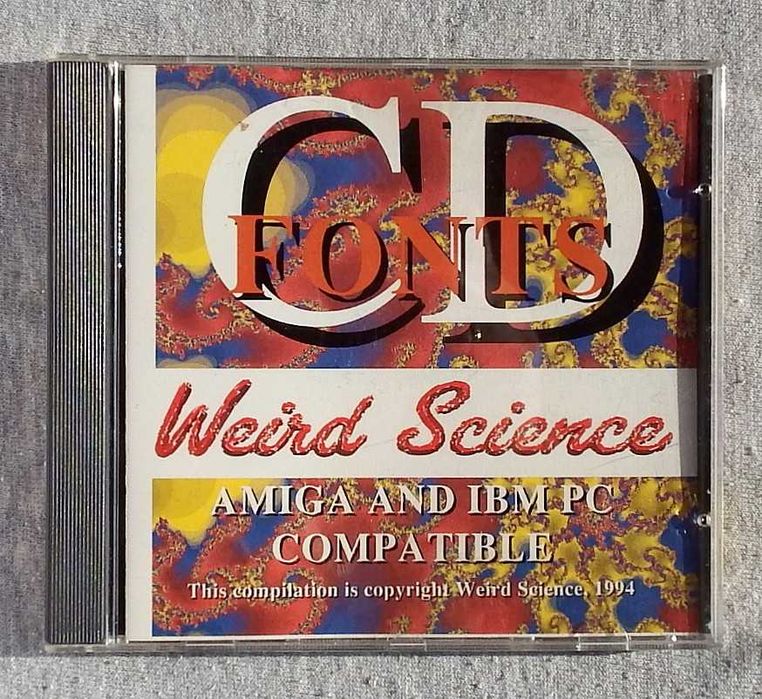 CD
FONTS
Weird Science
AMIGA AND IBM PC
COMPATIBLE
This compilation is copyright Weird Science, 1994